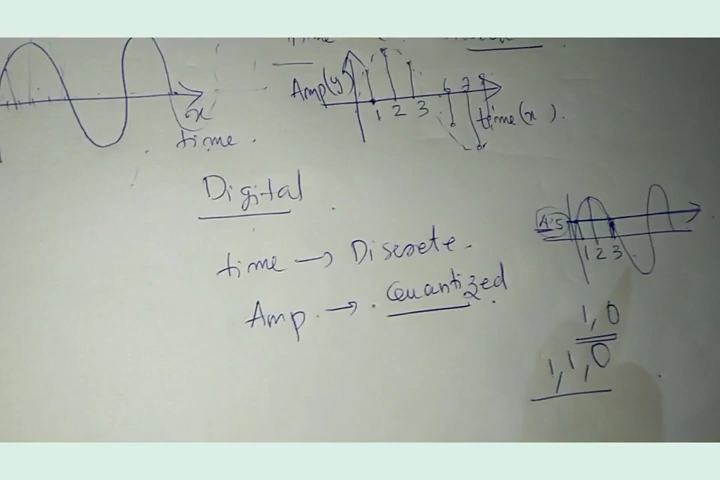 Amp(y)
1 2 3 6 7 8
time(x).
x
time.
Digital
time → Discrete.
Amp. → . Quantized.
A.5
1 2 3
1,0
1,1,0